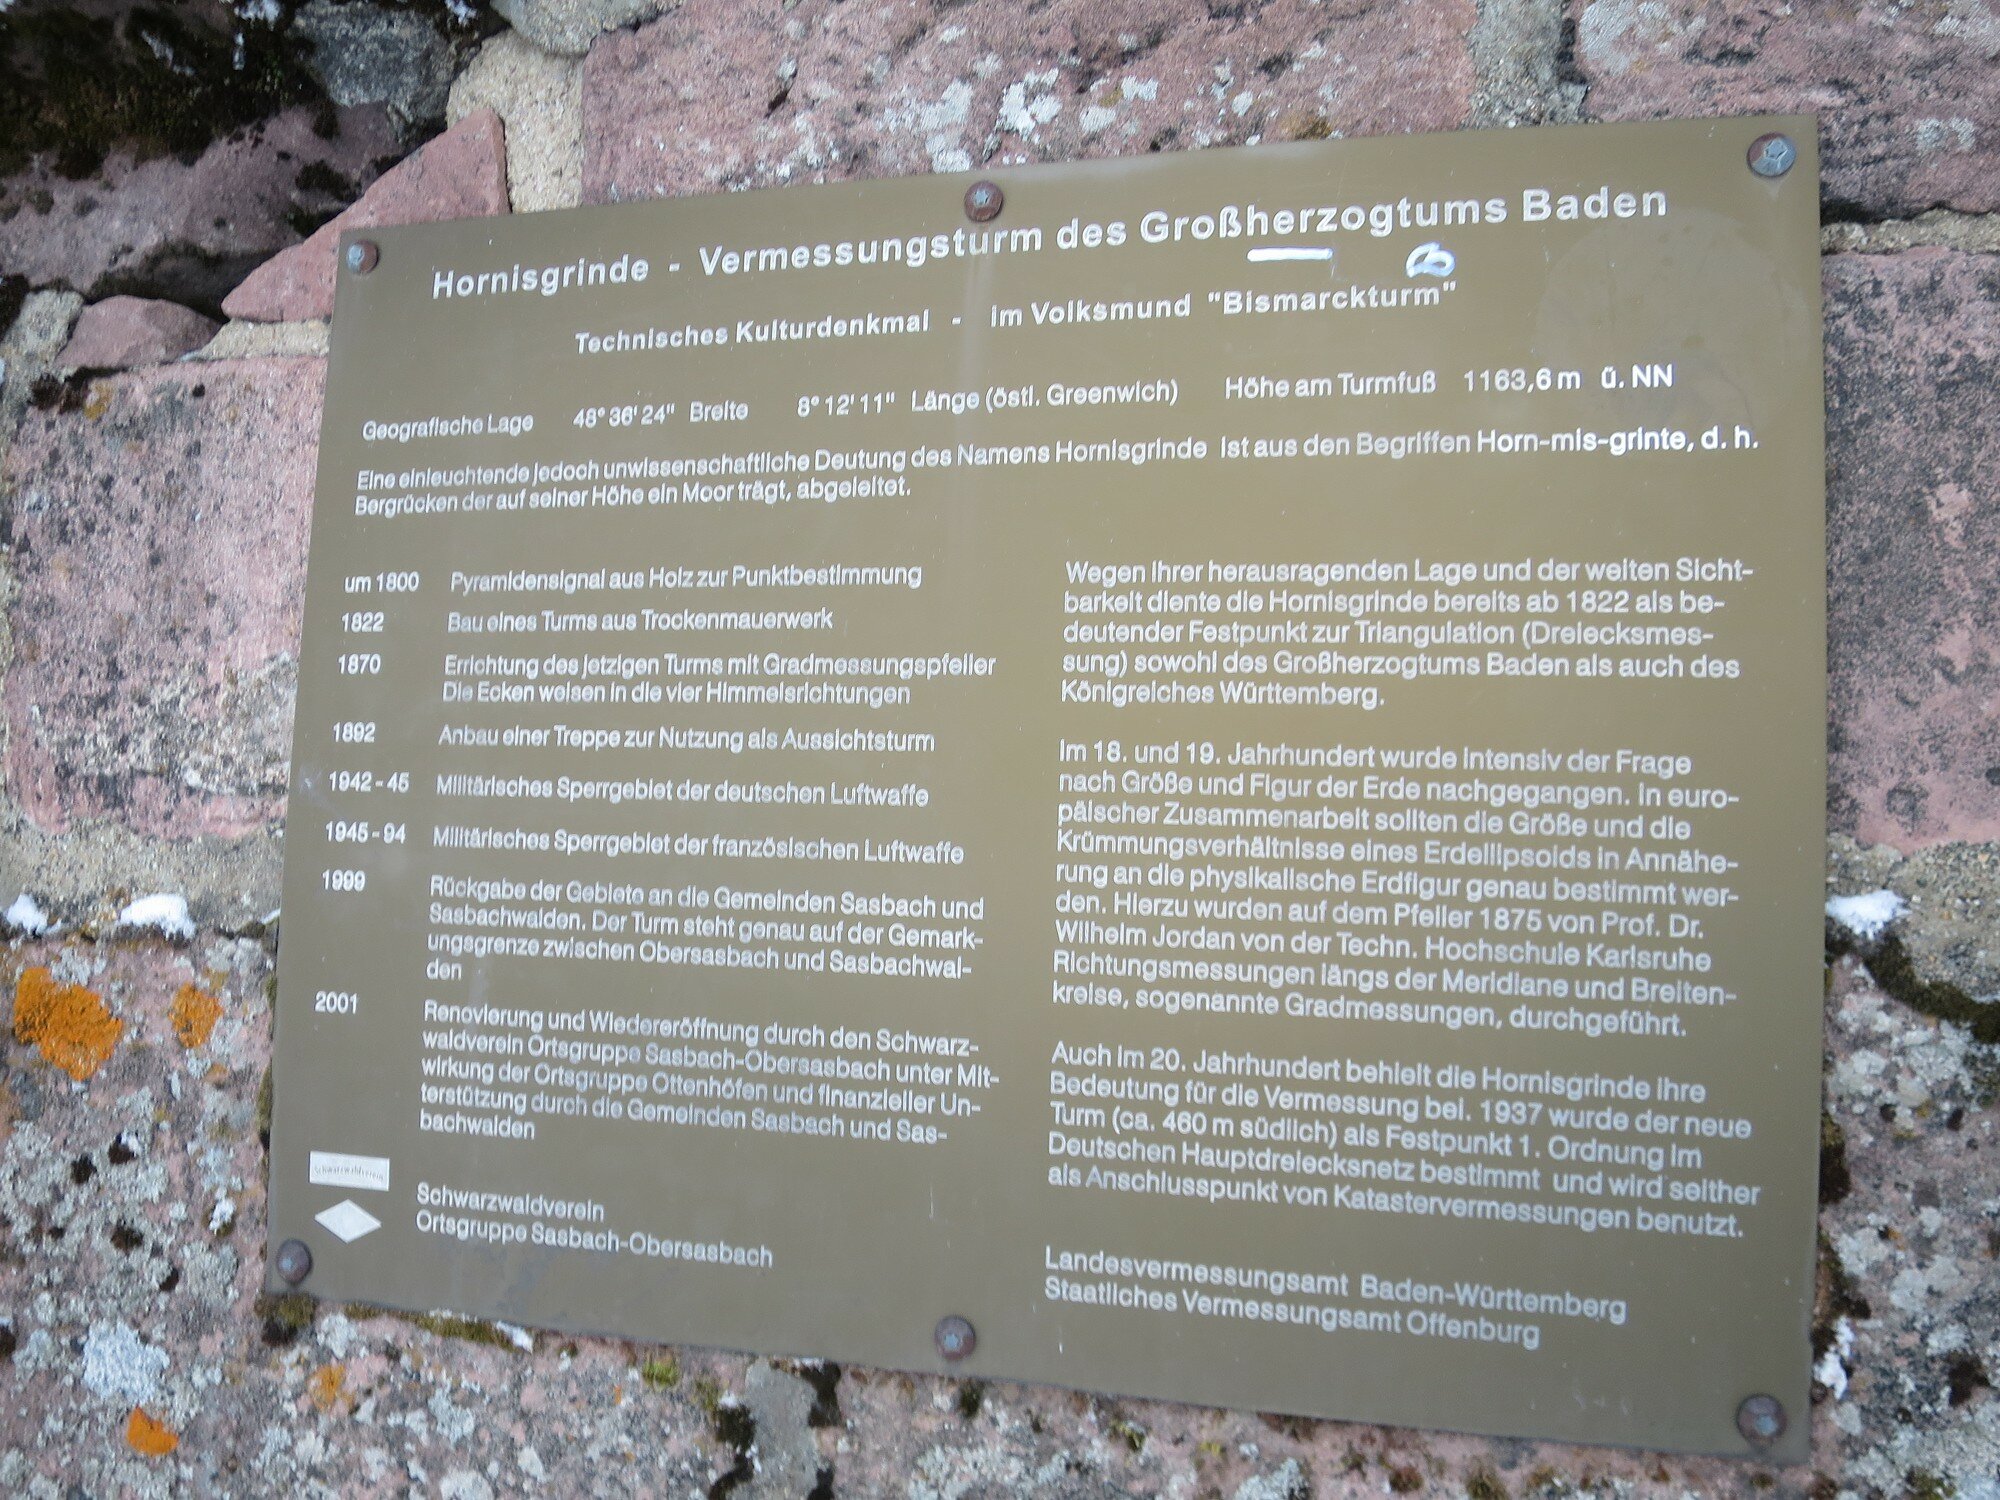 Hornisgrinde - Vermessungsturm des Großherzogtums Baden
Technisches Kulturdenkmal - im Volksmund "Bismarckturm"
Geografische Lage 48° 36' 24" Breite 8° 12' 11" Länge (östl. Greenwich) Höhe am Turmfuß 1163,6 m ü. NN
Eine einleuchtende jedoch unwissenschaftliche Deutung des Namens Hornisgrinde ist aus den Begriffen Horn-mis-grinte, d. h.
Bergrücken der auf seiner Höhe ein Moor trägt, abgeleitet.
um 1800 Pyramidensignal aus Holz zur Punktbestimmung
1822 Bau eines Turms aus Trockenmauerwerk
1870 Errichtung des jetzigen Turms mit Gradmessungspfeiler
Die Ecken weisen in die vier Himmelsrichtungen
1892 Anbau einer Treppe zur Nutzung als Aussichtsturm
1942 - 45 Militärisches Sperrgebiet der deutschen Luftwaffe
1945 - 94 Militärisches Sperrgebiet der französischen Luftwaffe
1999 Rückgabe der Gebiete an die Gemeinden Sasbach und
Sasbachwalden. Der Turm steht genau auf der Gemark-
ungsgrenze zwischen Obersasbach und Sasbachwal-
den
2001 Renovierung und Wiedereröffnung durch den Schwarz-
waldverein Ortsgruppe Sasbach-Obersasbach unter Mit-
wirkung der Ortsgruppe Ottenhöfen und finanzieller Un-
terstützung durch die Gemeinden Sasbach und Sas-
bachwalden
Schwarzwaldverein
Schwarzwaldverein
Ortsgruppe Sasbach-Obersasbach
Wegen ihrer herausragenden Lage und der weiten Sicht-
barkeit diente die Hornisgrinde bereits ab 1822 als be-
deutender Festpunkt zur Triangulation (Dreiecksmes-
sung) sowohl des Großherzogtums Baden als auch des
Königreiches Württemberg.
Im 18. und 19. Jahrhundert wurde intensiv der Frage
nach Größe und Figur der Erde nachgegangen. In euro-
päischer Zusammenarbeit sollten die Größe und die
Krümmungsverhältnisse eines Erdellipsoids in Annähe-
rung an die physikalische Erdfigur genau bestimmt wer-
den. Hierzu wurden auf dem Pfeiler 1875 von Prof. Dr.
Wilhelm Jordan von der Techn. Hochschule Karlsruhe
Richtungsmessungen längs der Meridiane und Breiten-
kreise, sogenannte Gradmessungen, durchgeführt.
Auch im 20. Jahrhundert behielt die Hornisgrinde ihre
Bedeutung für die Vermessung bei. 1937 wurde der neue
Turm (ca. 460 m südlich) als Festpunkt 1. Ordnung im
Deutschen Hauptdreiecksnetz bestimmt und wird seither
als Anschlusspunkt von Katastervermessungen benutzt.
Landesvermessungsamt Baden-Württemberg
Staatliches Vermessungsamt Offenburg